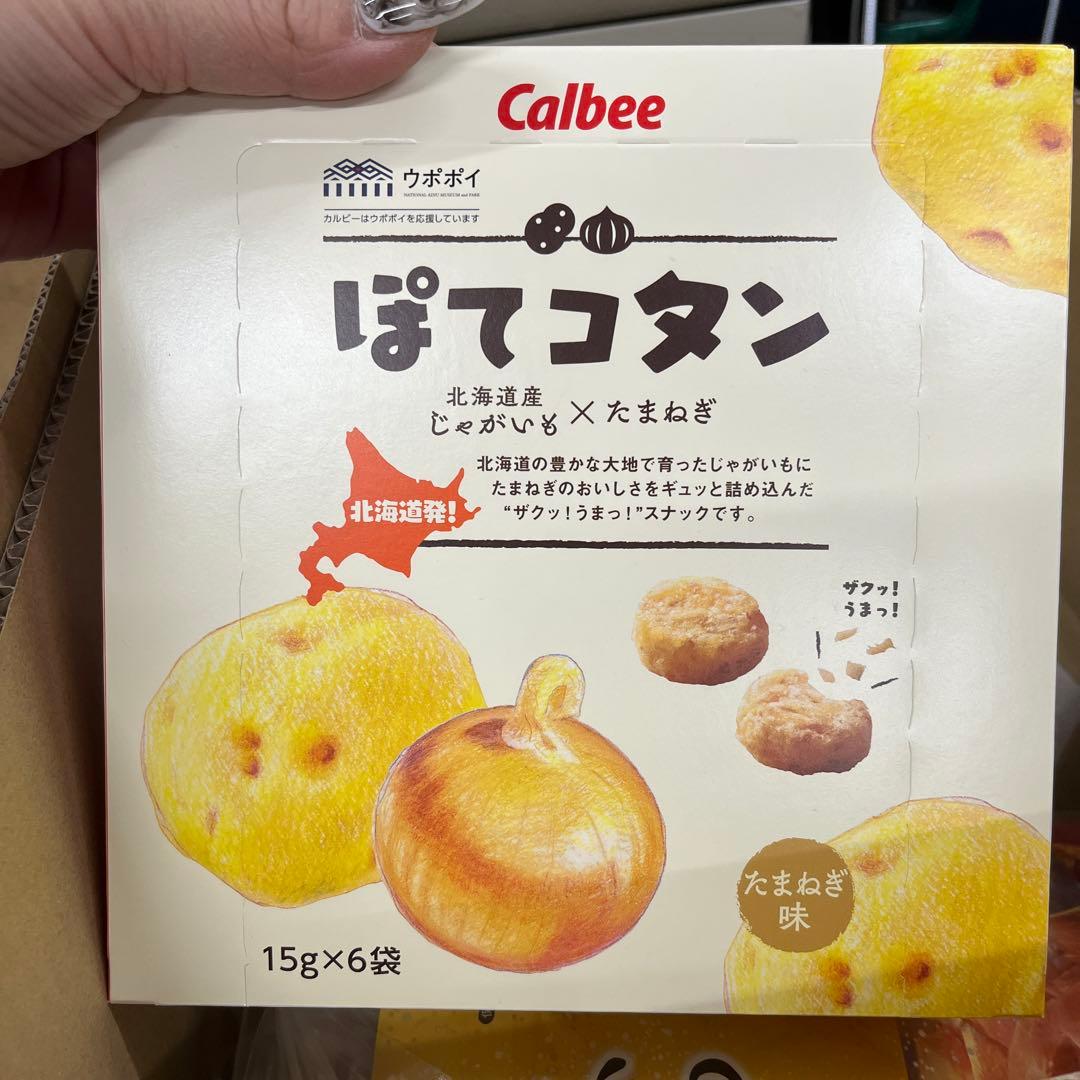 Calbee
ウポポイ
NATIONAL AINU MUSEUM and PARK
カルビーはウポポイを応援しています
ぽてコタン
北海道産
じゃがいも×たまねぎ
北海道の豊かな大地で育ったじゃがいもに
たまねぎのおいしさをギュッと詰め込んだ
“ザクッ!うまっ!”スナックです。
北海道発!
ザクッ!
うまっ!
たまねぎ
味
15g×6袋